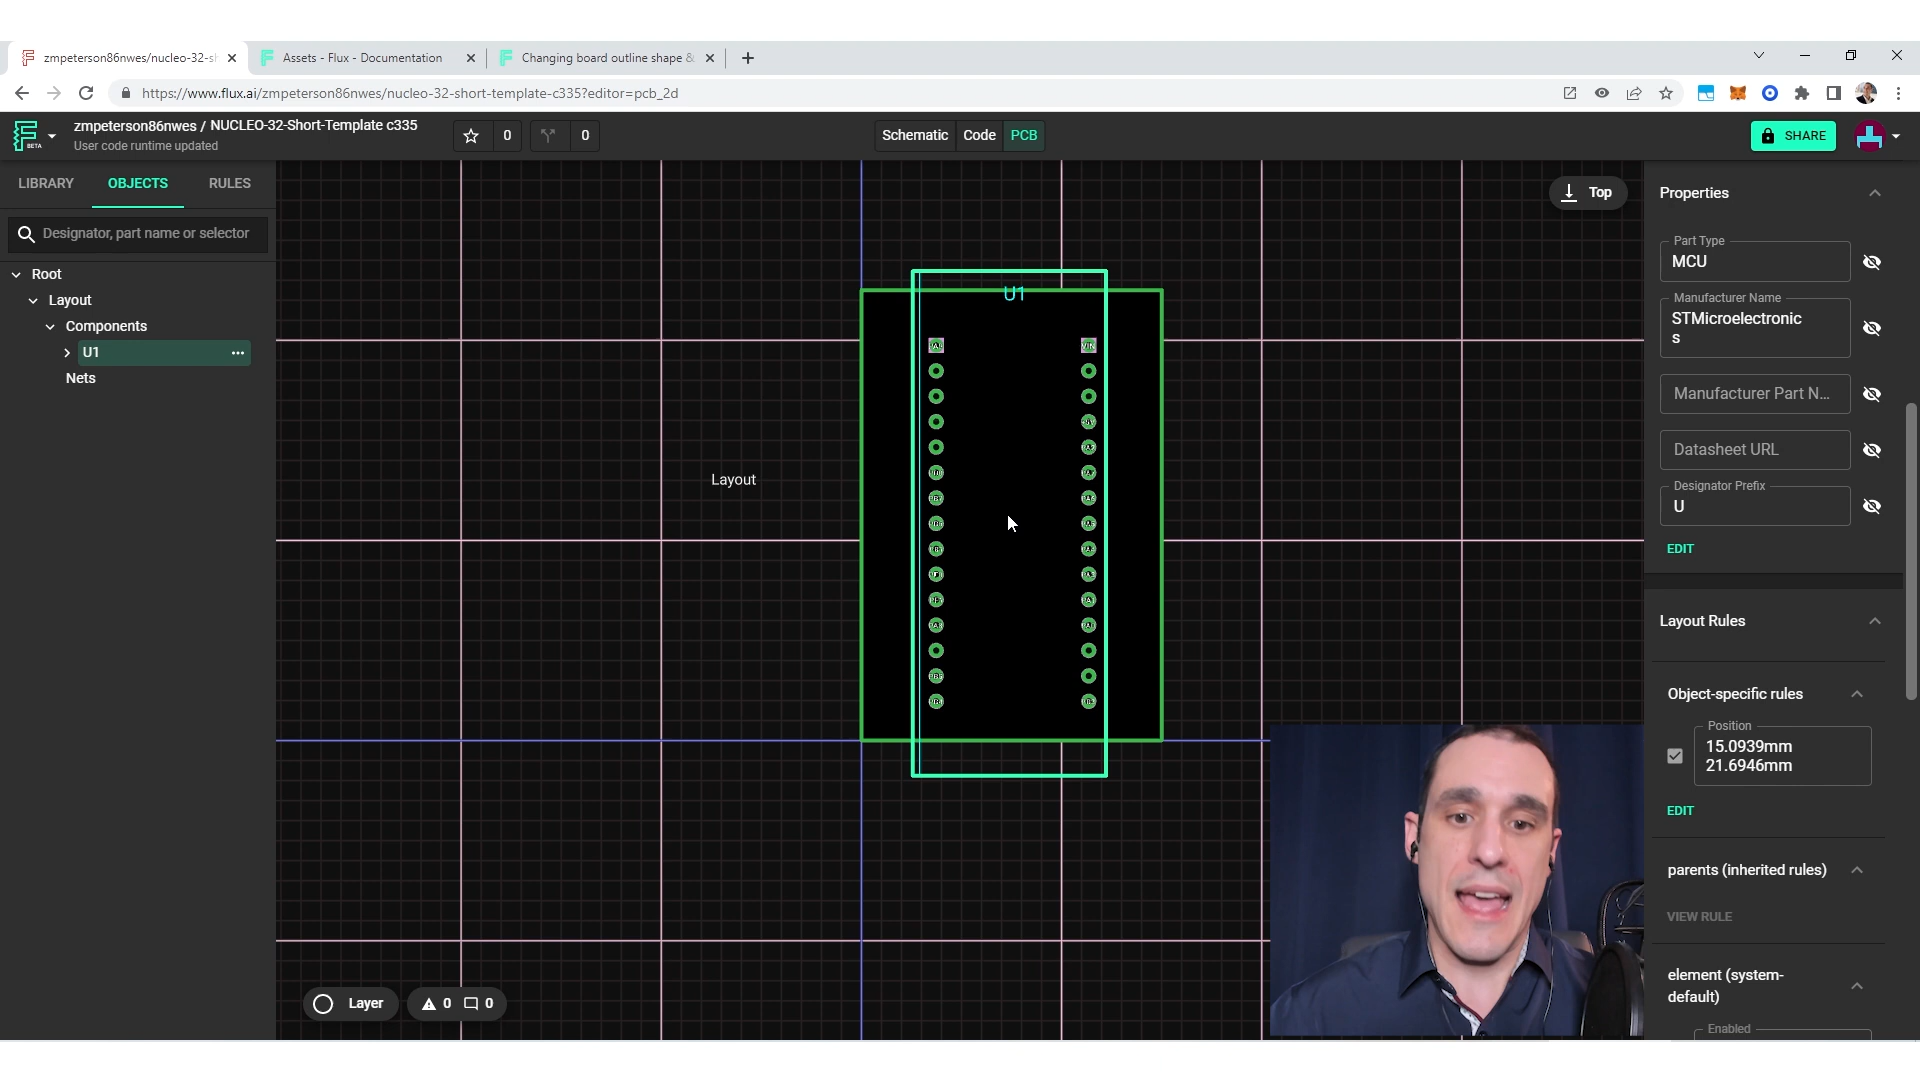 zmpeterson86nwes/nucleo-32-sh
Assets - Flux - Documentation
Changing board outline shape &
https://www.flux.ai/zmpeterson86nwes/nucleo-32-short-template-c335?editor=pcb_2d
BETA
zmpeterson86nwes / NUCLEO-32-Short-Template c335
User code runtime updated
0
0
Schematic
Code
PCB
SHARE
LIBRARY
OBJECTS
RULES
Designator, part name or selector
Root
Layout
Components
U1
Nets
Top
U1
Layout
Layer
0
0
Properties
Part Type
MCU
Manufacturer Name
STMicroelectronic
s
Manufacturer Part N...
Datasheet URL
Designator Prefix
U
EDIT
Layout Rules
Object-specific rules
Position
15.0939mm
21.6946mm
EDIT
parents (inherited rules)
VIEW RULE
element (system-
default)
Enabled